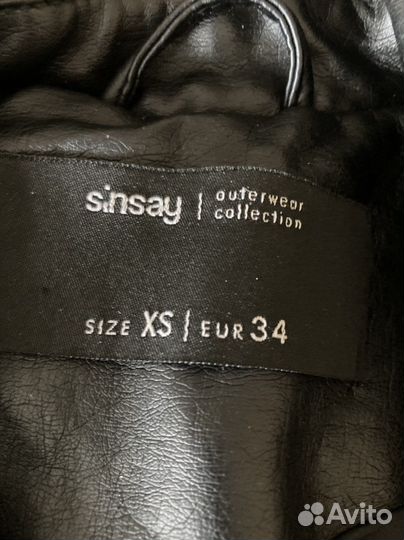 sinsay | outerwear
collection
SIZE XS | EUR 34
Avito